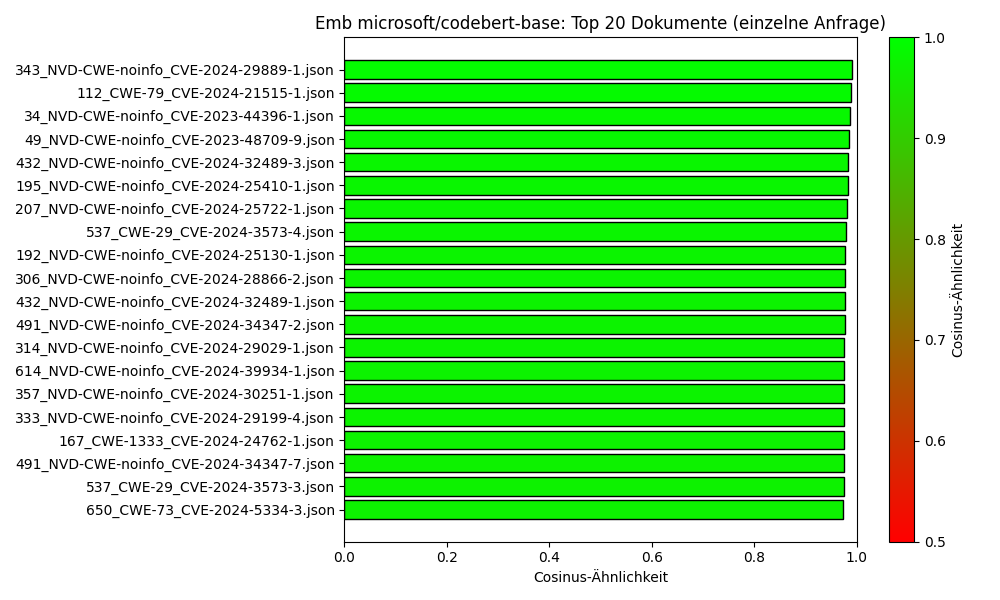 Emb microsoft/codebert-base: Top 20 Dokumente (einzelne Anfrage)
343_NVD-CWE-noinfo_CVE-2024-29889-1.json
112_CWE-79_CVE-2024-21515-1.json
34_NVD-CWE-noinfo_CVE-2023-44396-1.json
49_NVD-CWE-noinfo_CVE-2023-48709-9.json
432_NVD-CWE-noinfo_CVE-2024-32489-3.json
195_NVD-CWE-noinfo_CVE-2024-25410-1.json
207_NVD-CWE-noinfo_CVE-2024-25722-1.json
537_CWE-29_CVE-2024-3573-4.json
192_NVD-CWE-noinfo_CVE-2024-25130-1.json
306_NVD-CWE-noinfo_CVE-2024-28866-2.json
432_NVD-CWE-noinfo_CVE-2024-32489-1.json
491_NVD-CWE-noinfo_CVE-2024-34347-2.json
314_NVD-CWE-noinfo_CVE-2024-29029-1.json
614_NVD-CWE-noinfo_CVE-2024-39934-1.json
357_NVD-CWE-noinfo_CVE-2024-30251-1.json
333_NVD-CWE-noinfo_CVE-2024-29199-4.json
167_CWE-1333_CVE-2024-24762-1.json
491_NVD-CWE-noinfo_CVE-2024-34347-7.json
537_CWE-29_CVE-2024-3573-3.json
650_CWE-73_CVE-2024-5334-3.json
0.0 0.2 0.4 0.6 0.8 1.0
Cosinus-Ähnlichkeit
1.0
0.9
0.8
0.7
0.6
0.5
Cosinus-Ähnlichkeit